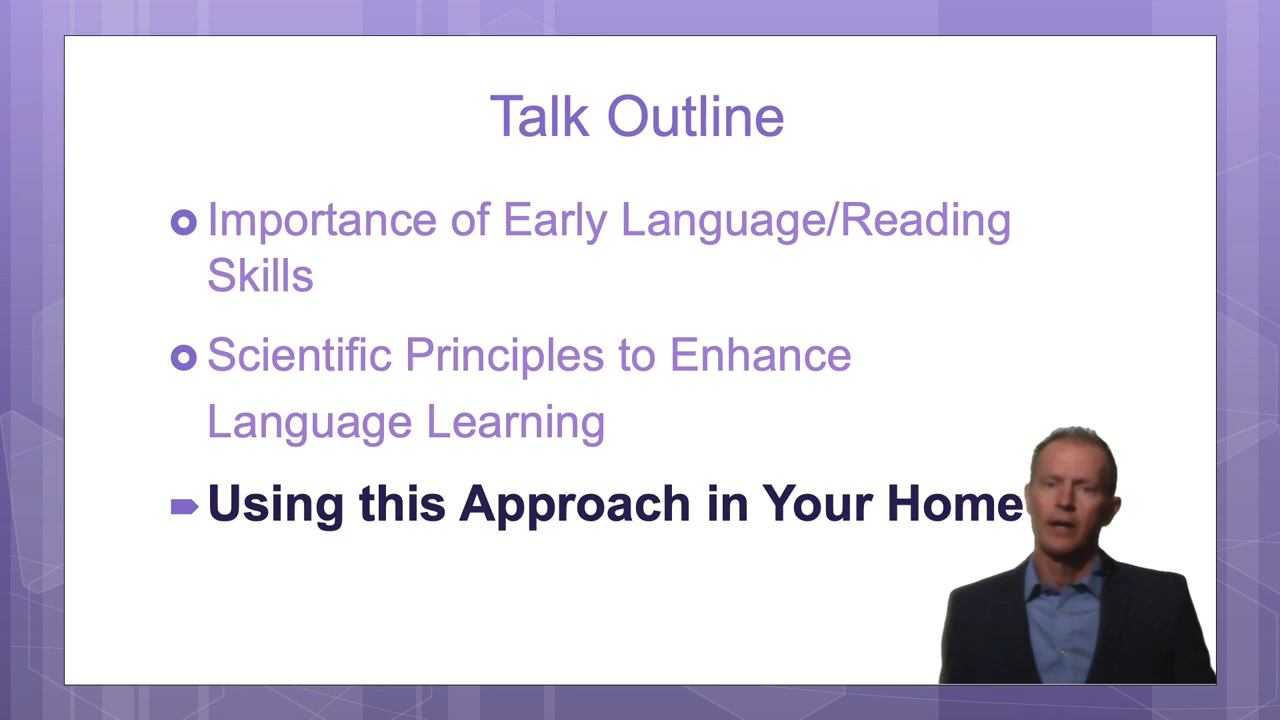 Talk Outline
Importance of Early Language/Reading
Skills
Scientific Principles to Enhance
Language Learning
Using this Approach in Your Home